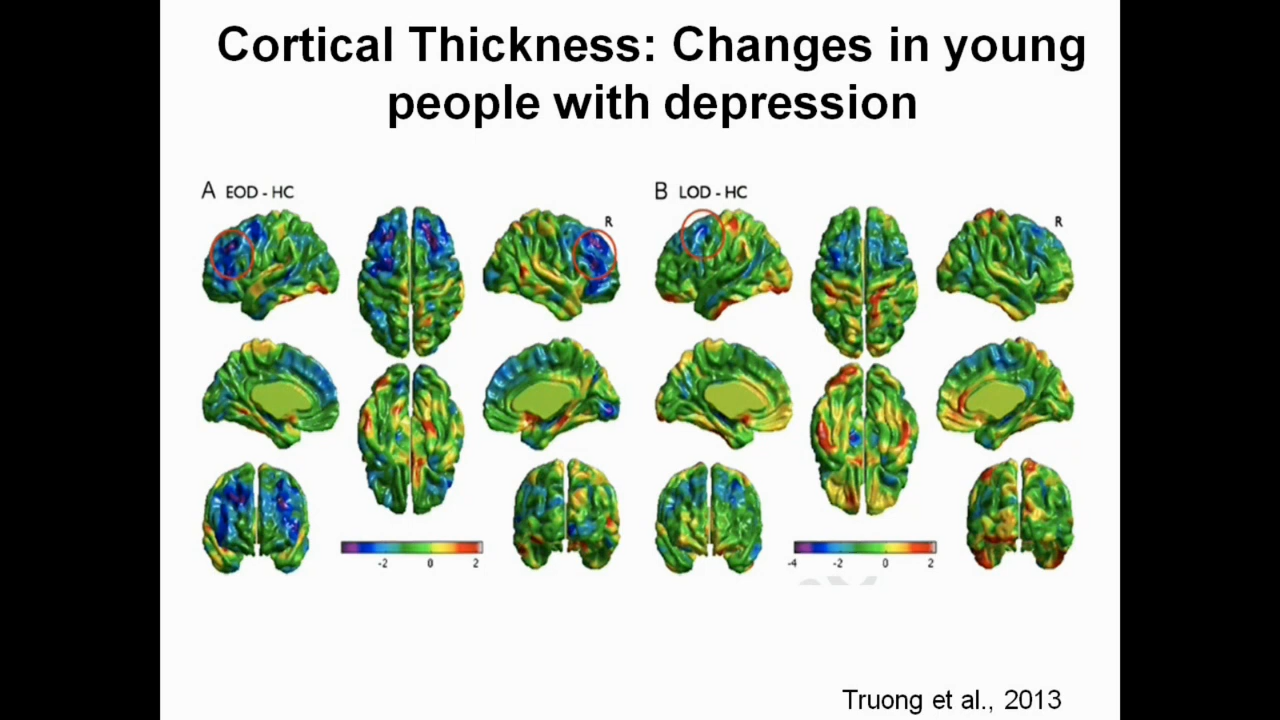 Cortical Thickness: Changes in young
people with depression
A EOD - HC
B LOD - HC
R
R
-2 0 2
-4 -2 0 2
Truong et al., 2013